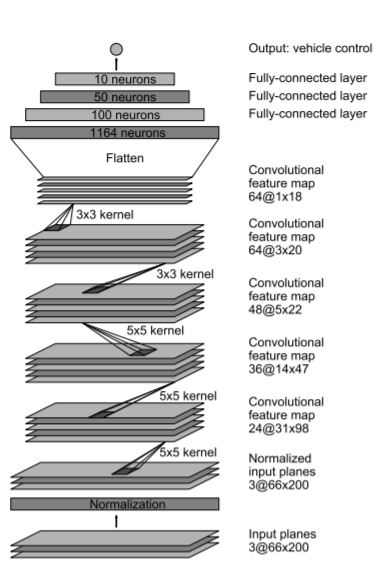 Output: vehicle control
10 neurons
Fully-connected layer
50 neurons
Fully-connected layer
100 neurons
Fully-connected layer
1164 neurons
Flatten
Convolutional
feature map
64@1x18
3x3 kernel
Convolutional
feature map
64@3x20
3x3 kernel
Convolutional
feature map
48@5x22
5x5 kernel
Convolutional
feature map
36@14x47
5x5 kernel
Convolutional
feature map
24@31x98
5x5 kernel
Normalized
input planes
3@66x200
Normalization
Input planes
3@66x200